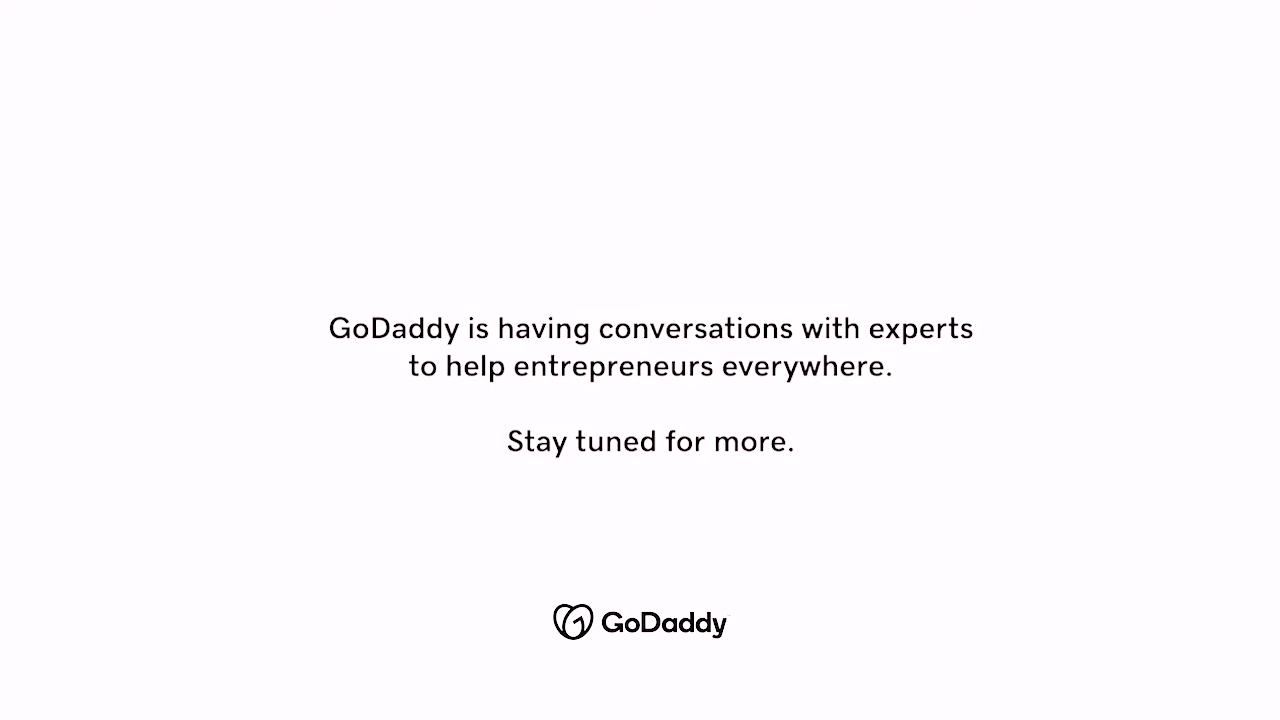 GoDaddy is having conversations with experts
to help entrepreneurs everywhere.
Stay tuned for more.
GoDaddy